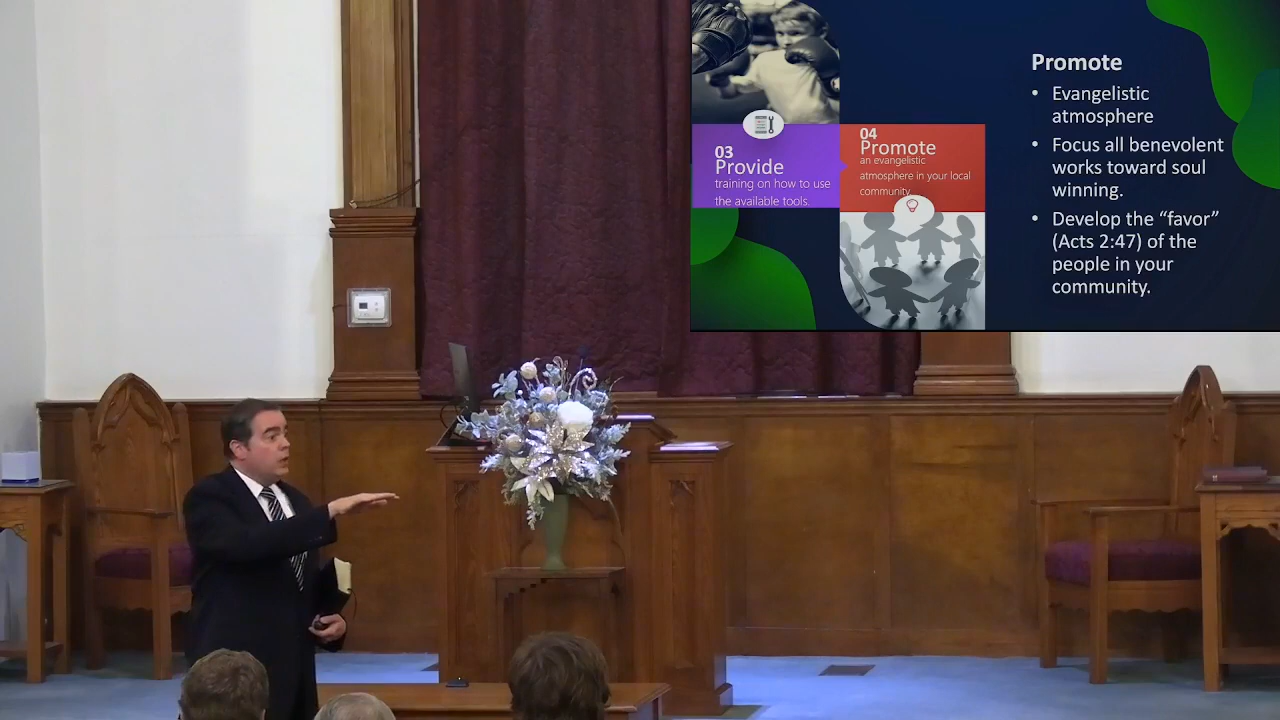 03
Provide
training on how to use
the available tools.
04
Promote
an evangelistic
atmosphere in your local
community.
Promote
• Evangelistic
atmosphere
• Focus all benevolent
works toward soul
winning.
• Develop the “favor”
(Acts 2:47) of the
people in your
community.